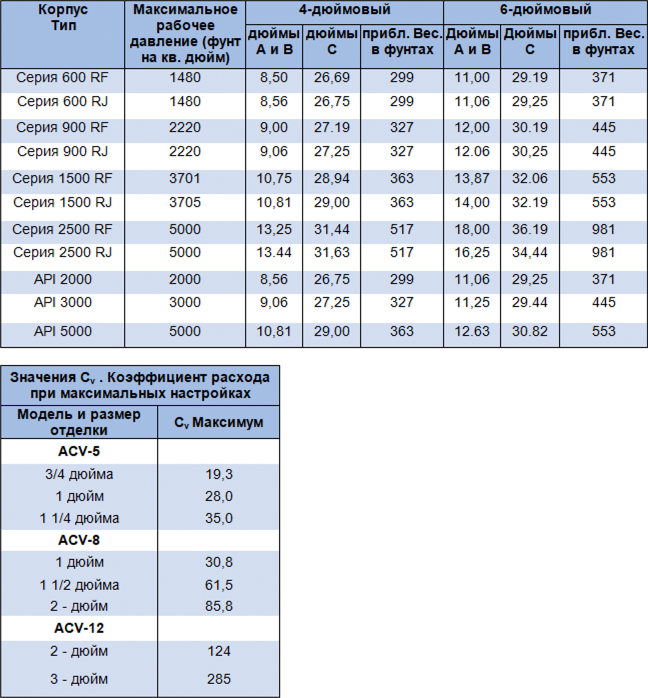 Корпус Тип Максимальное рабочее давление (фунт на кв. дюйм) 4-дюймовый 6-дюймовый
дюймы А и В дюймы С прибл. Вес. в фунтах Дюймы А и В Дюймы С прибл. Вес. в фунтах
Серия 600 RF 1480 8,50 26,69 299 11,00 29.19 371
Серия 600 RJ 1480 8,56 26,75 299 11,06 29,25 371
Серия 900 RF 2220 9,00 27.19 327 12,00 30.19 445
Серия 900 RJ 2220 9,06 27,25 327 12.06 30,25 445
Серия 1500 RF 3701 10,75 28,94 363 13,87 32.06 553
Серия 1500 RJ 3705 10,81 29,00 363 14,00 32.19 553
Серия 2500 RF 5000 13,25 31,44 517 18,00 36.19 981
Серия 2500 RJ 5000 13.44 31,63 517 16,25 34,44 981
API 2000 2000 8,56 26,75 299 11,06 29,25 371
API 3000 3000 9,06 27,25 327 11,25 29.44 445
API 5000 5000 10,81 29,00 363 12.63 30.82 553
Значения Cv . Коэффициент расхода
при максимальных настройках
Модель и размер отделки Cv Максимум
ACV-5
3/4 дюйма 19,3
1 дюйм 28,0
1 1/4 дюйма 35,0
ACV-8
1 дюйм 30,8
1 1/2 дюйма 61,5
2 - дюйм 85,8
ACV-12
2 - дюйм 124
3 - дюйм 285